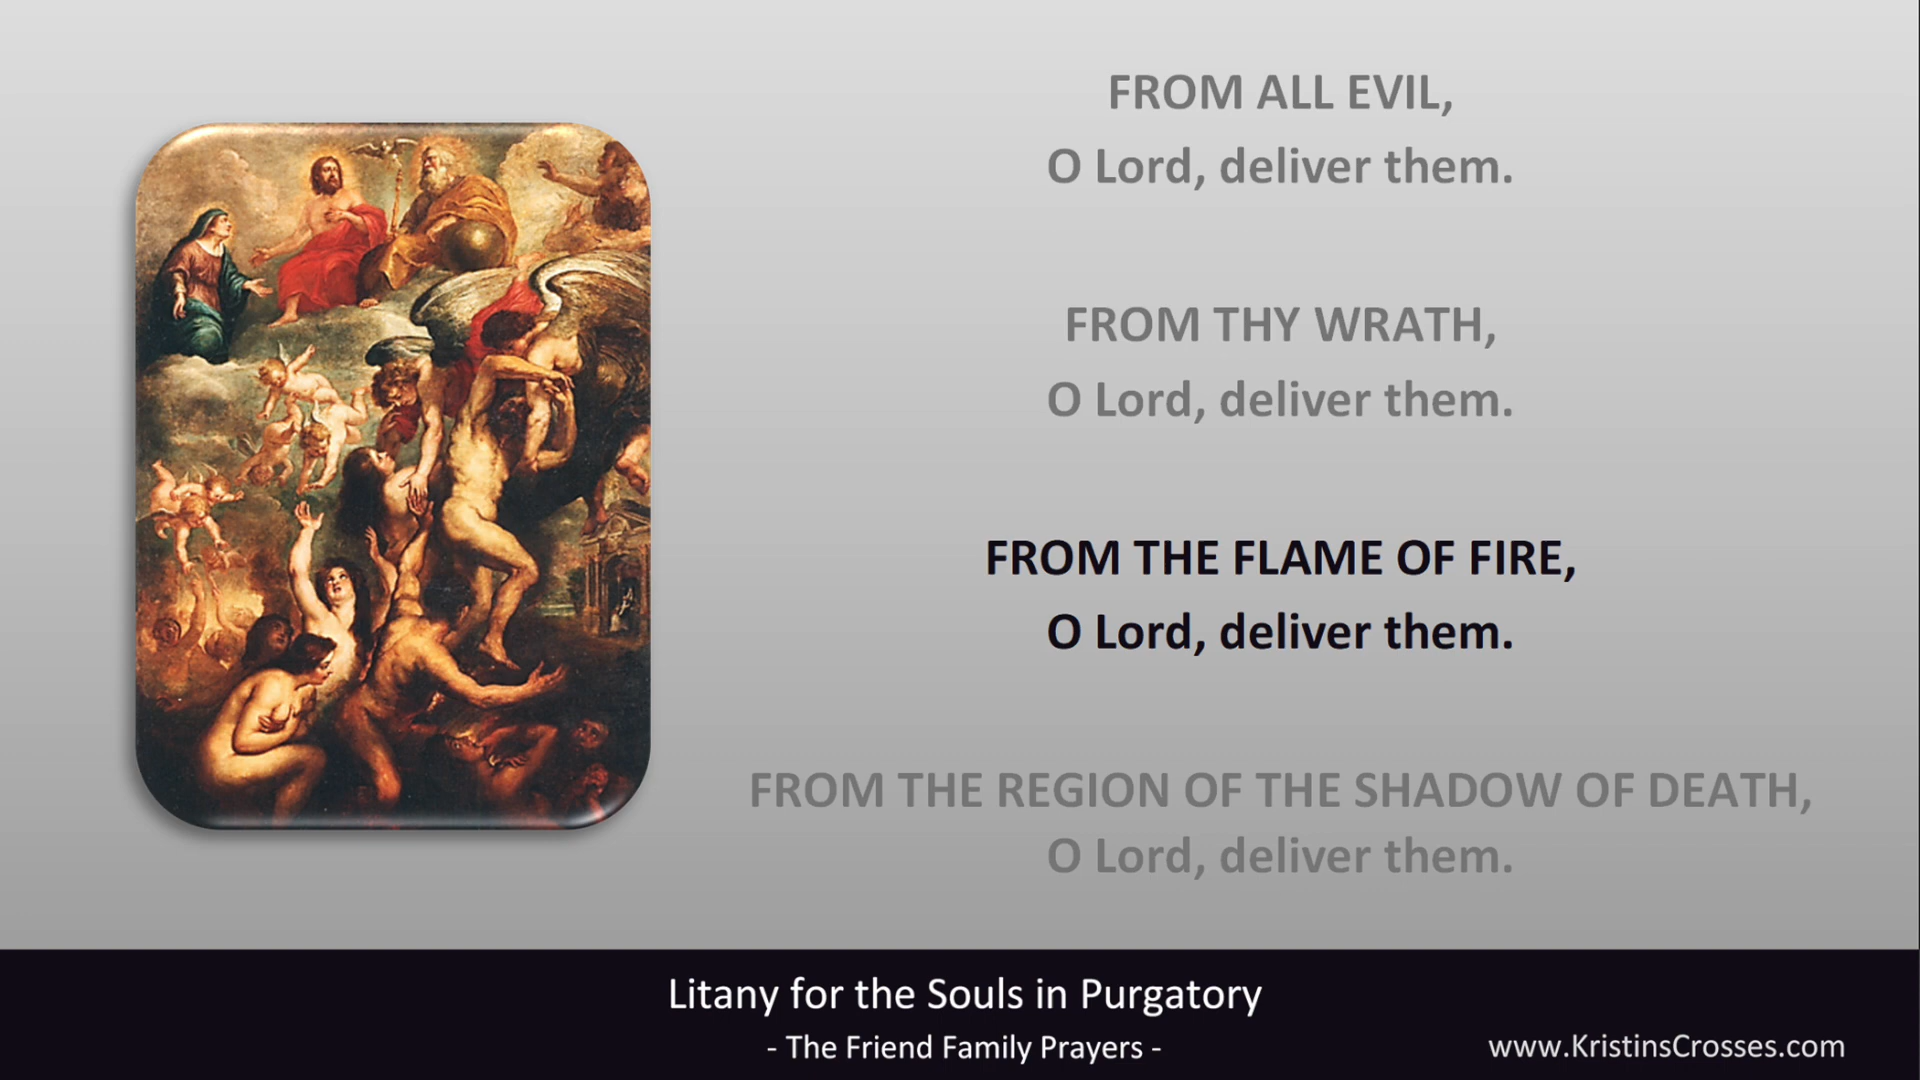 FROM ALL EVIL,
O Lord, deliver them.
FROM THY WRATH,
O Lord, deliver them.
FROM THE FLAME OF FIRE,
O Lord, deliver them.
FROM THE REGION OF THE SHADOW OF DEATH,
O Lord, deliver them.
Litany for the Souls in Purgatory
- The Friend Family Prayers -
www.KristinsCrosses.com